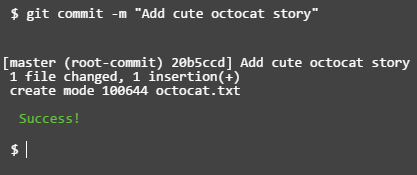 $ git commit -m "Add cute octocat story"
[master (root-commit) 20b5ccd] Add cute octocat story
1 file changed, 1 insertion(+)
create mode 100644 octocat.txt
Success!
$